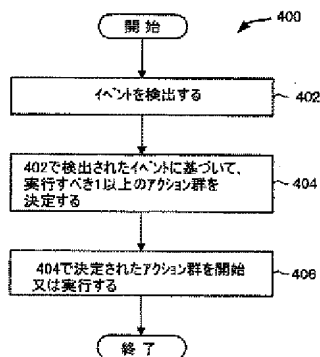 開始
400
イベントを検出する
402
402で検出されたイベントに基づいて、
実行すべき1以上のアクション群を
決定する
404
404で決定されたアクション群を開始
又は実行する
406
終了